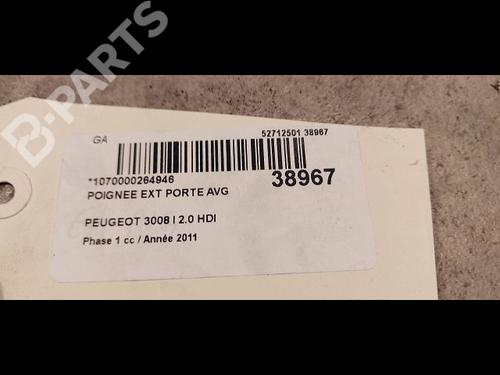 B-PARTS
GA
52712501 38967
*1070000264946
38967
POIGNEE EXT PORTE AVG
PEUGEOT 3008 I 2.0 HDI
Phase 1 cc / Année 2011